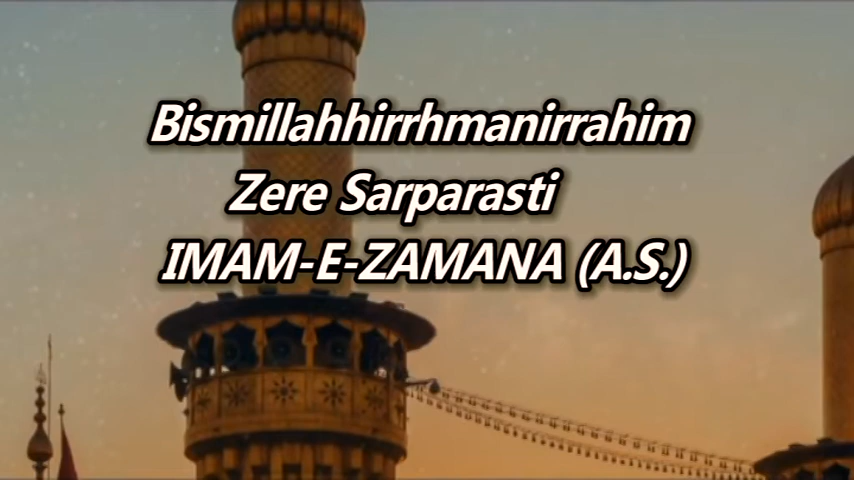 Bismillahhirrhmanirrahim
Zere Sarparasti
IMAM-E-ZAMANA (A.S.)